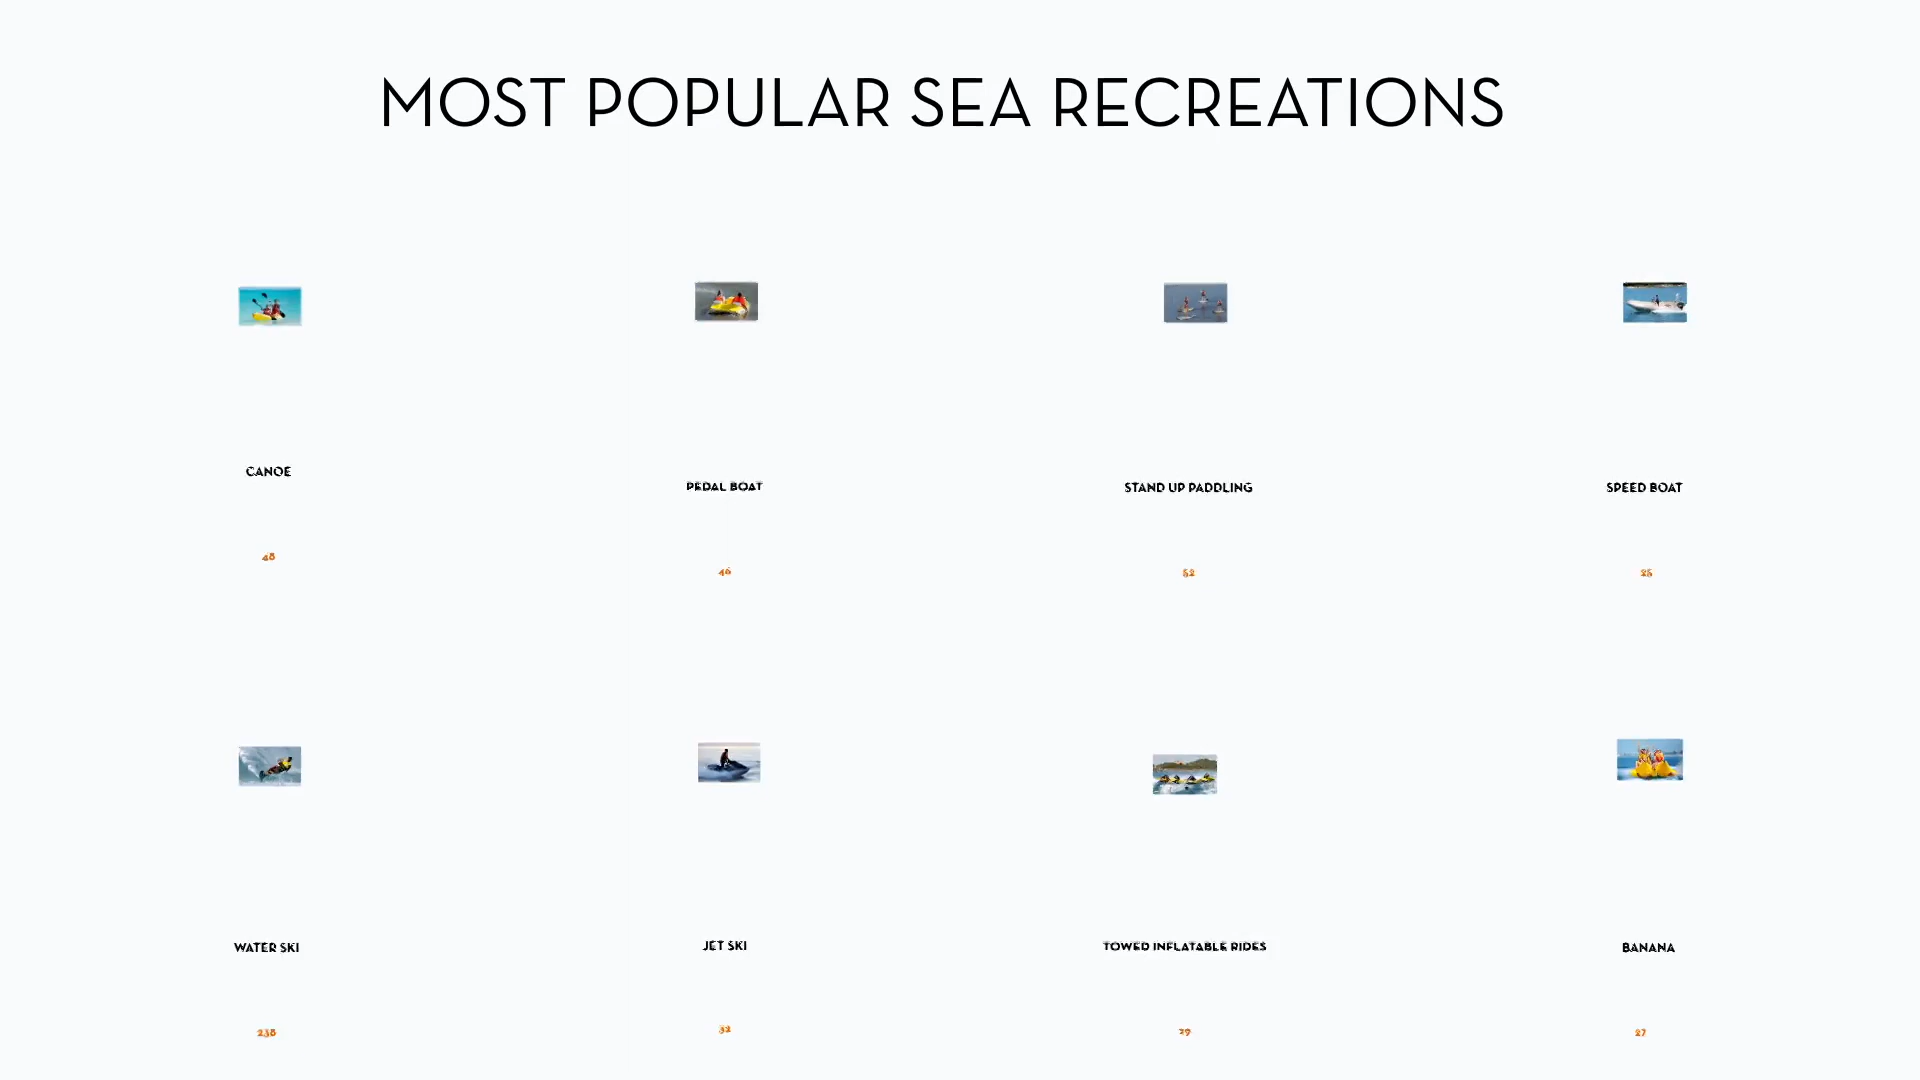 MOST POPULAR SEA RECREATIONS
CANOE
PEDAL BOAT
STAND UP PADDLING
SPEED BOAT
48
46
52
WATER SKI
JET SKI
TOWED INFLATABLE RIDES
BANANA
238
32
27